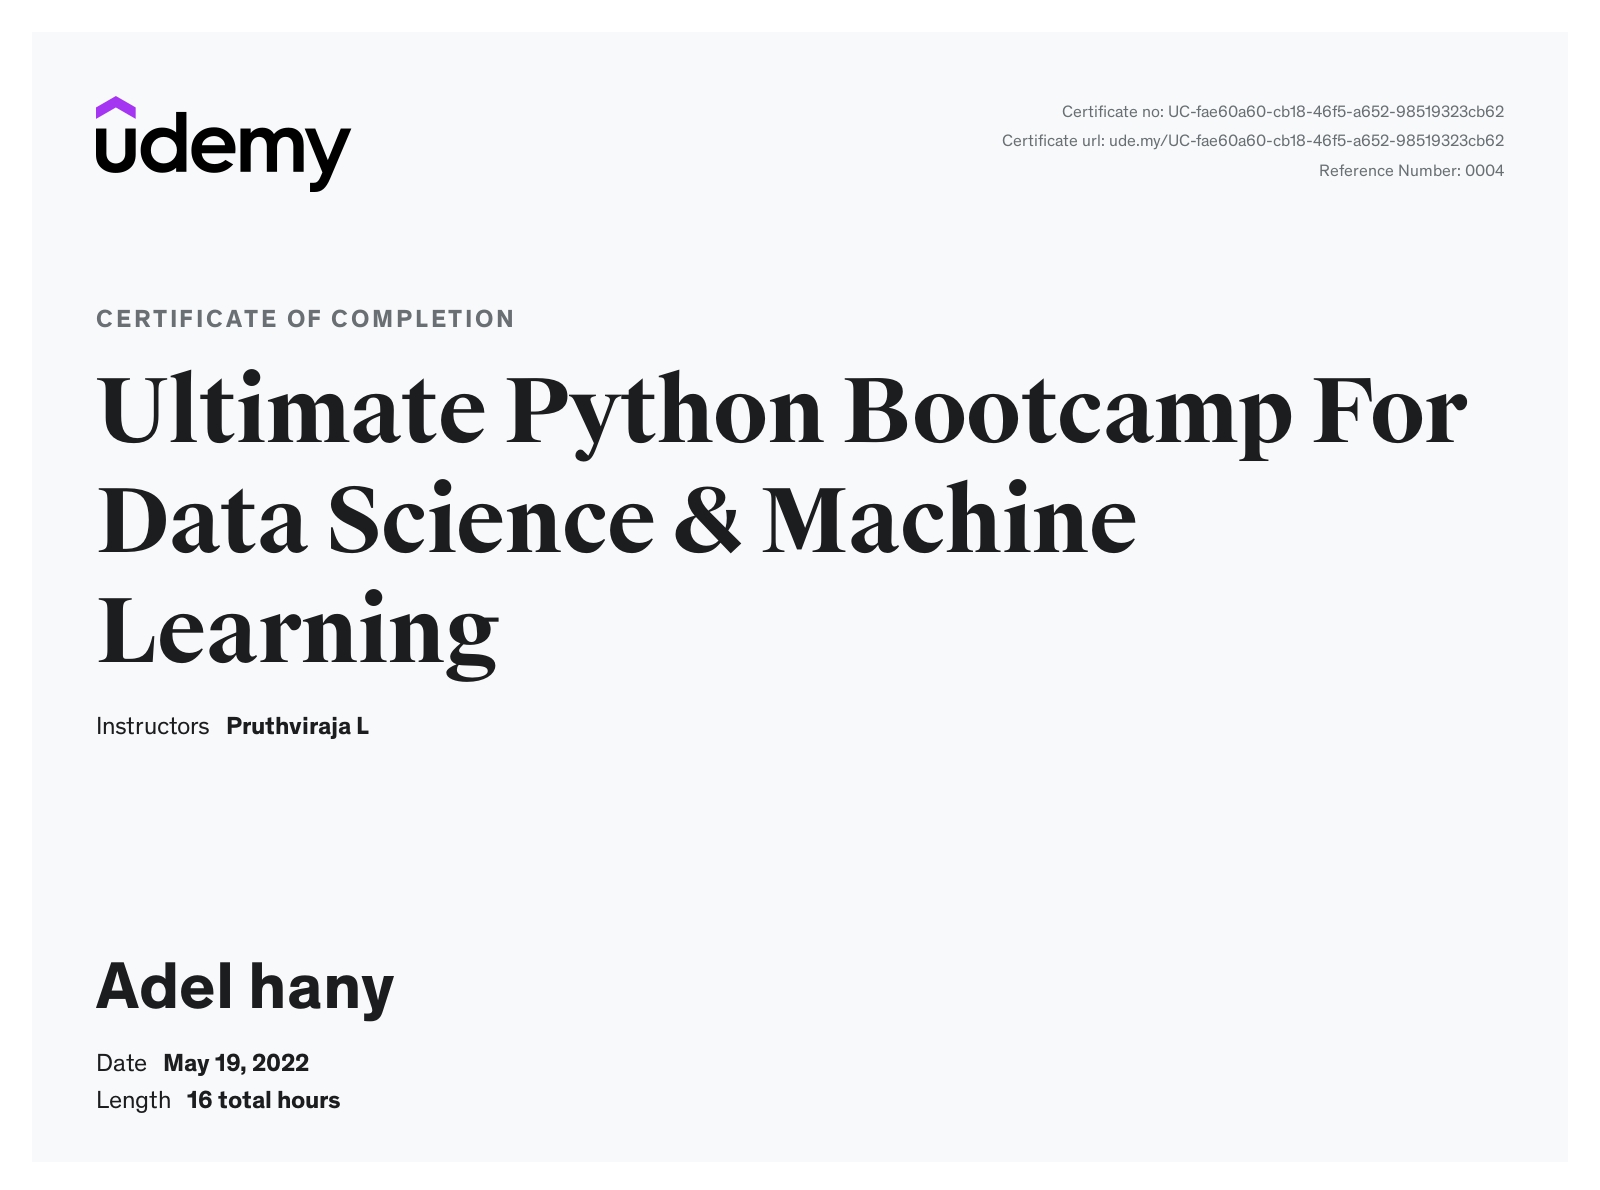 udemy
Certificate no: UC-fae60a60-cb18-46f5-a652-98519323cb62
Certificate url: ude.my/UC-fae60a60-cb18-46f5-a652-98519323cb62
Reference Number: 0004
CERTIFICATE OF COMPLETION
Ultimate Python Bootcamp For
Data Science & Machine
Learning
Instructors Pruthviraja L
Adel hany
Date May 19, 2022
Length 16 total hours